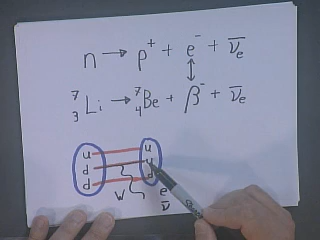 n → p⁺ + e⁻ + ν̅ₑ
⁷₃Li → ⁷₄Be + β⁻ + ν̅ₑ
u u
d u
d d
W e
ν̅